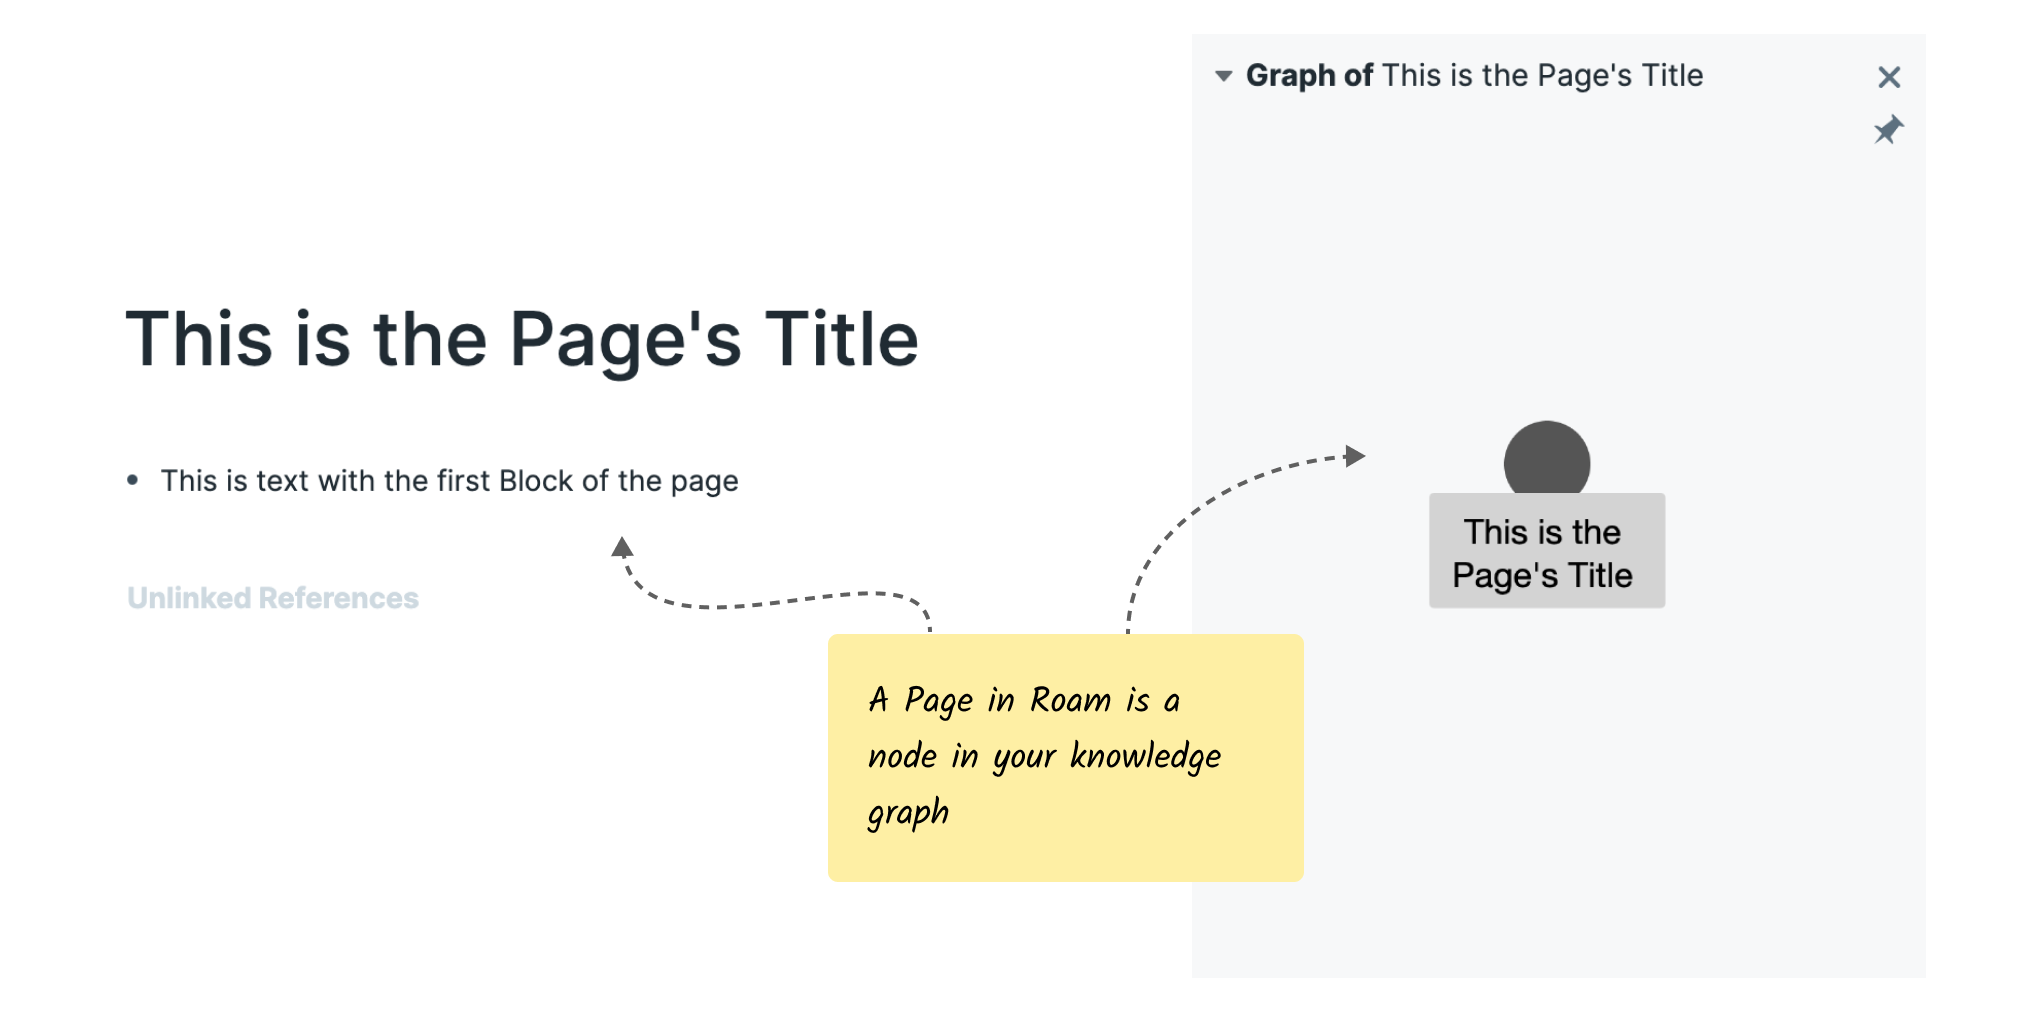 This is the Page's Title
• This is text with the first Block of the page
Unlinked References
Graph of This is the Page's Title
This is the
Page's Title
A Page in Roam is a
node in your knowledge
graph